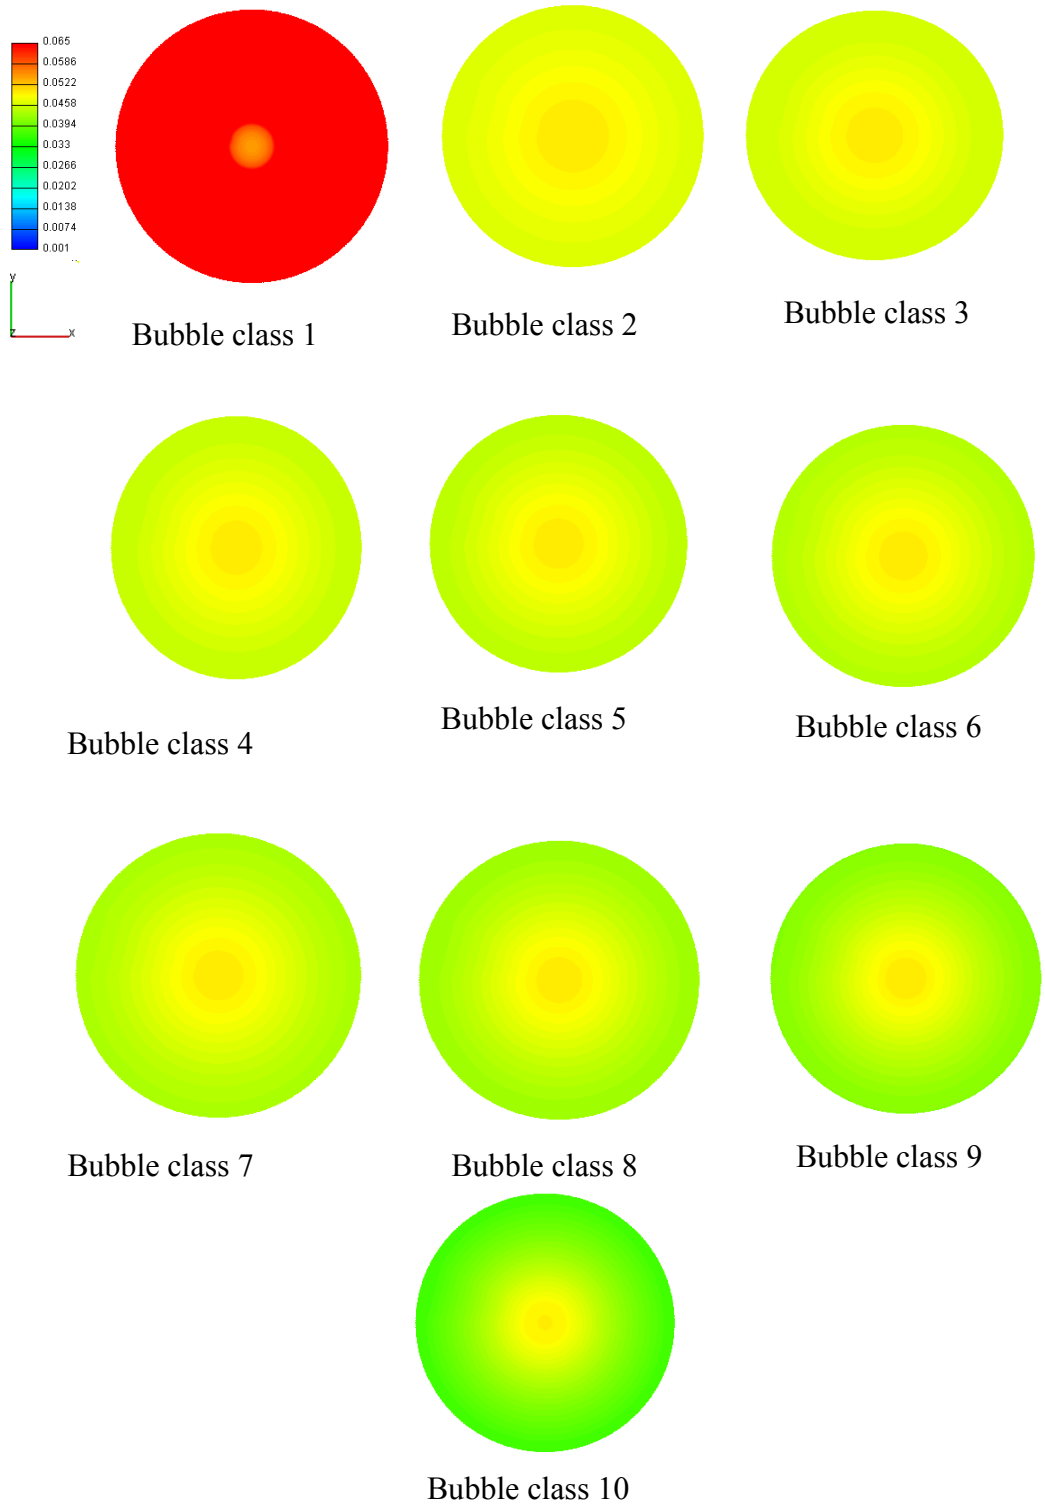 0.065
0.0586
0.0522
0.0458
0.0394
0.033
0.0266
0.0202
0.0138
0.0074
0.001
y
z
x
Bubble class 1
Bubble class 2
Bubble class 3
Bubble class 4
Bubble class 5
Bubble class 6
Bubble class 7
Bubble class 8
Bubble class 9
Bubble class 10